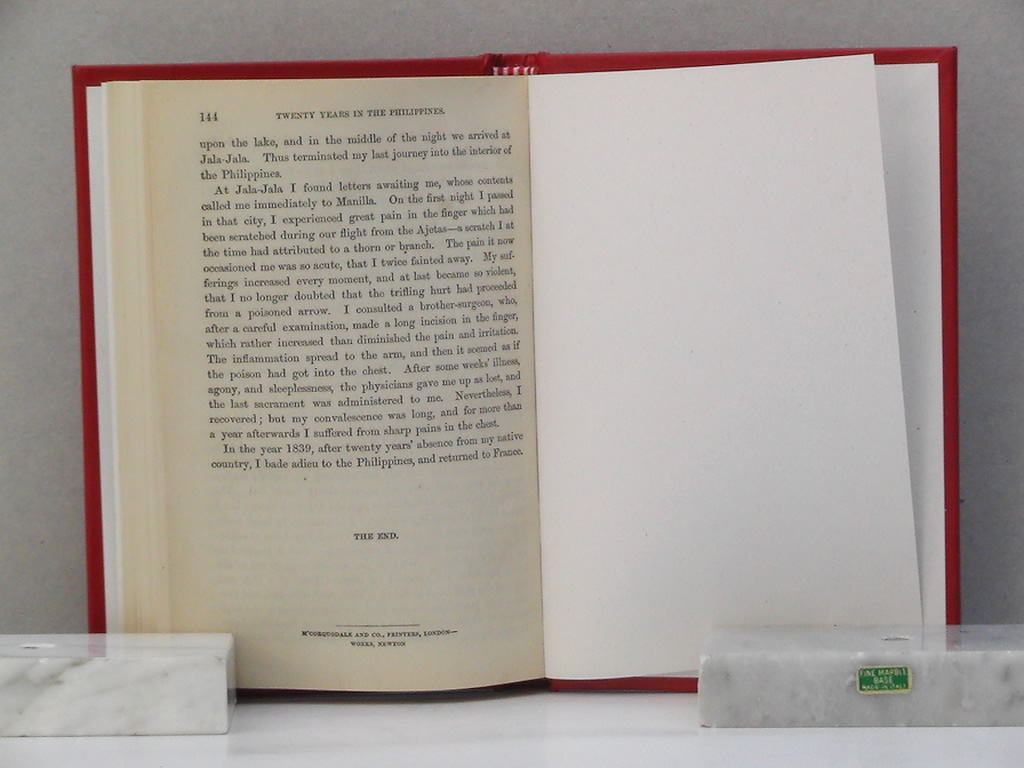 144 TWENTY YEARS IN THE PHILIPPINES.
upon the lake, and in the middle of the night we arrived at
Jala-Jala. Thus terminated my last journey into the interior of
the Philippines.
At Jala-Jala I found letters awaiting me, whose contents
called me immediately to Manilla. On the first night I passed
in that city, I experienced great pain in the finger which had
been scratched during our flight from the Ajetas—a scratch I at
the time had attributed to a thorn or branch. The pain it now
occasioned me was so acute, that I twice fainted away. My suf-
ferings increased every moment, and at last became so violent,
that I no longer doubted that the trifling hurt had proceeded
from a poisoned arrow. I consulted a brother-surgeon, who,
after a careful examination, made a long incision in the finger,
which rather increased than diminished the pain and irritation.
The inflammation spread to the arm, and then it seemed as if
the poison had got into the chest. After some weeks' illness,
agony, and sleeplessness, the physicians gave me up as lost, and
the last sacrament was administered to me. Nevertheless, I
recovered; but my convalescence was long, and for more than
a year afterwards I suffered from sharp pains in the chest.
In the year 1839, after twenty years' absence from my native
country, I bade adieu to the Philippines, and returned to France.
THE END.
M'CORQUODALE AND CO., PRINTERS, LONDON—
WORKS, NEWTON
FINE MARBLE
BASE
MADE IN ITALY